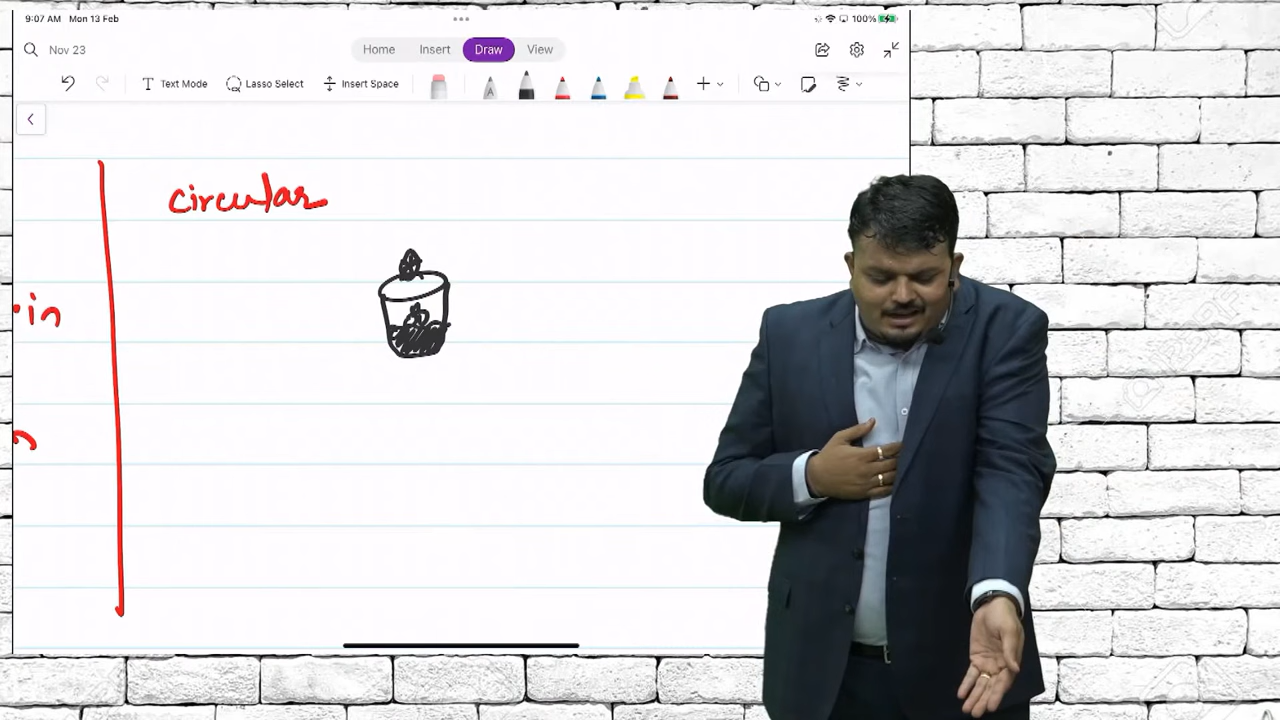 9:07 AM Mon 13 Feb
100%
Nov 23
Home Insert Draw View
Text Mode Lasso Select Insert Space
circular
in